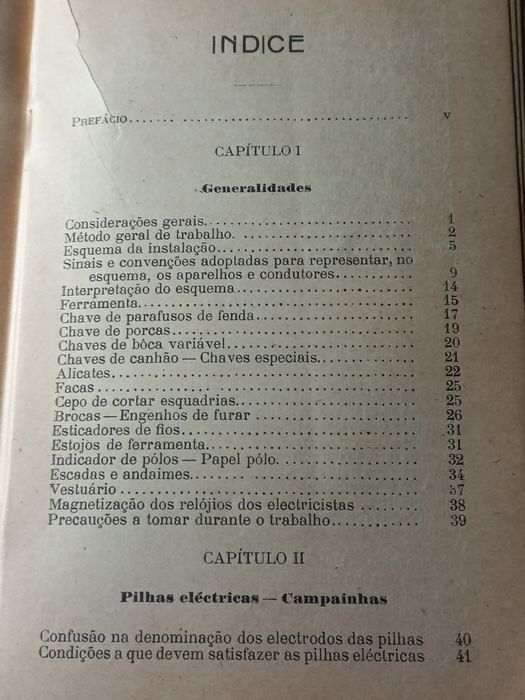 INDICE
PREFÁCIO....... ................................ V
CAPÍTULO I
Generalidades
Considerações gerais............................ 1
Método geral de trabalho........................ 2
Esquema da instalação........................... 5
Sinais e convenções adoptadas para representar, no
esquema, os aparelhos e condutores........... 9
Interpretação do esquema........................ 14
Ferramenta...................................... 15
Chave de parafusos de fenda..................... 17
Chave de porcas................................. 19
Chaves de bôca variável......................... 20
Chaves de canhão — Chaves especiais............. 21
Alicates........................................ 22
Facas........................................... 25
Cepo de cortar esquadrias....................... 25
Brocas — Engenhos de furar ..................... 26
Esticadores de fios............................. 31
Estojos de ferramenta........................... 31
Indicador de pólos — Papel pólo................. 32
Escadas e andaimes.............................. 34
Vestuário ...................................... 37
Magnetização dos relójios dos electricistas ........ 38
Precauções a tomar durante o trabalho........... 39
CAPÍTULO II
Pilhas eléctricas — Campainhas
Confusão na denominação dos electrodos das pilhas 40
Condições a que devem satisfazer as pilhas eléctricas 41